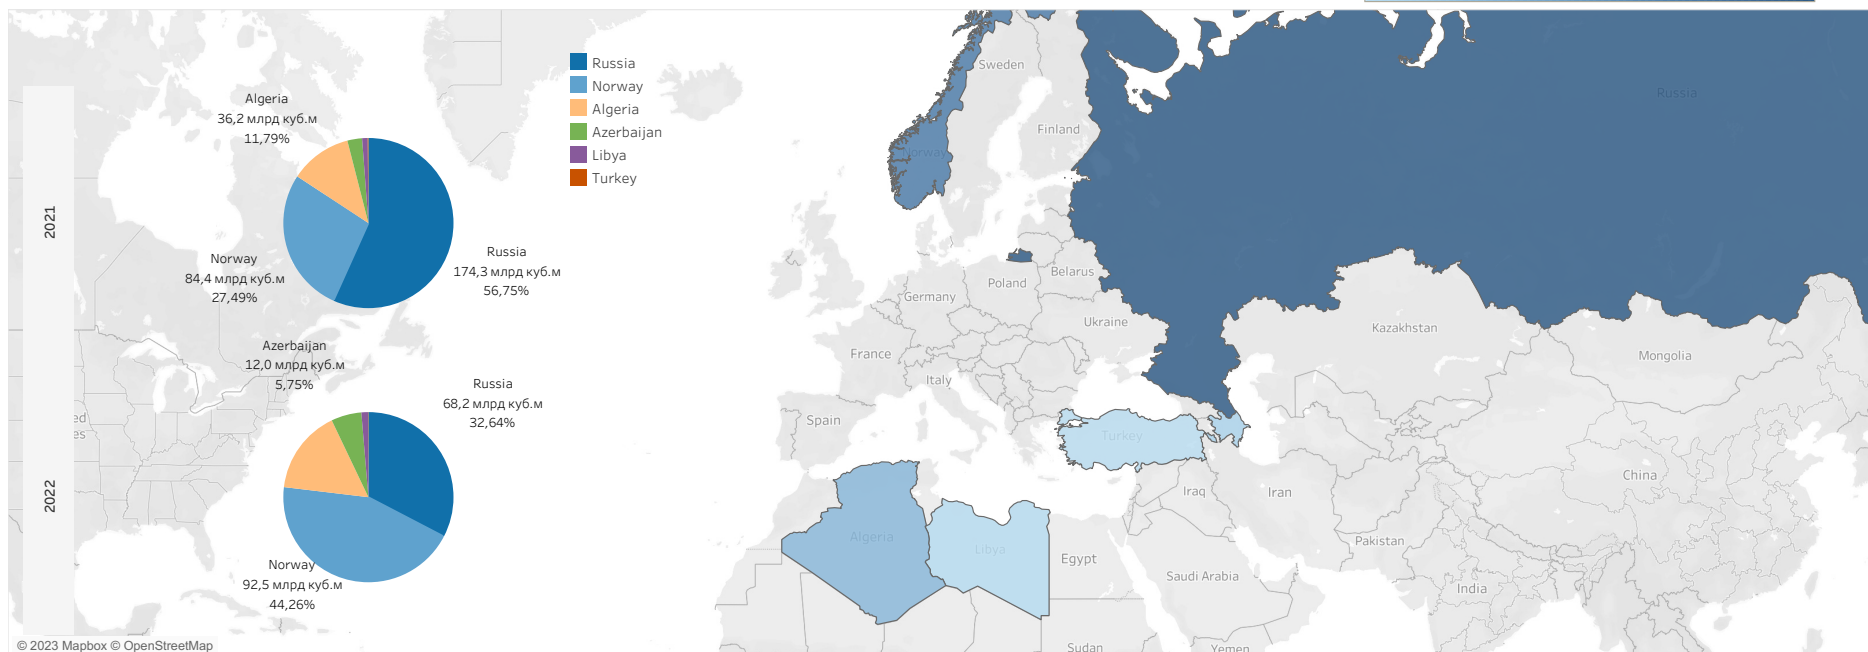 Russia
Norway
Algeria
Azerbaijan
Libya
Turkey
2021
Algeria
36,2 млрд куб.м
11,79%
Norway
84,4 млрд куб.м
27,49%
Russia
174,3 млрд куб.м
56,75%
2022
Azerbaijan
12,0 млрд куб.м
5,75%
Russia
68,2 млрд куб.м
32,64%
Norway
92,5 млрд куб.м
44,26%
ed
es
Sweden
Finland
Norway
Russia
Belarus
Poland
Germany
Ukraine
France
Italy
Spain
Kazakhstan
Mongolia
Turkey
Iraq
Iran
China
Algeria
Libya
Egypt
Pakistan
Saudi Arabia
India
Sudan
Yemen
© 2023 Mapbox © OpenStreetMap